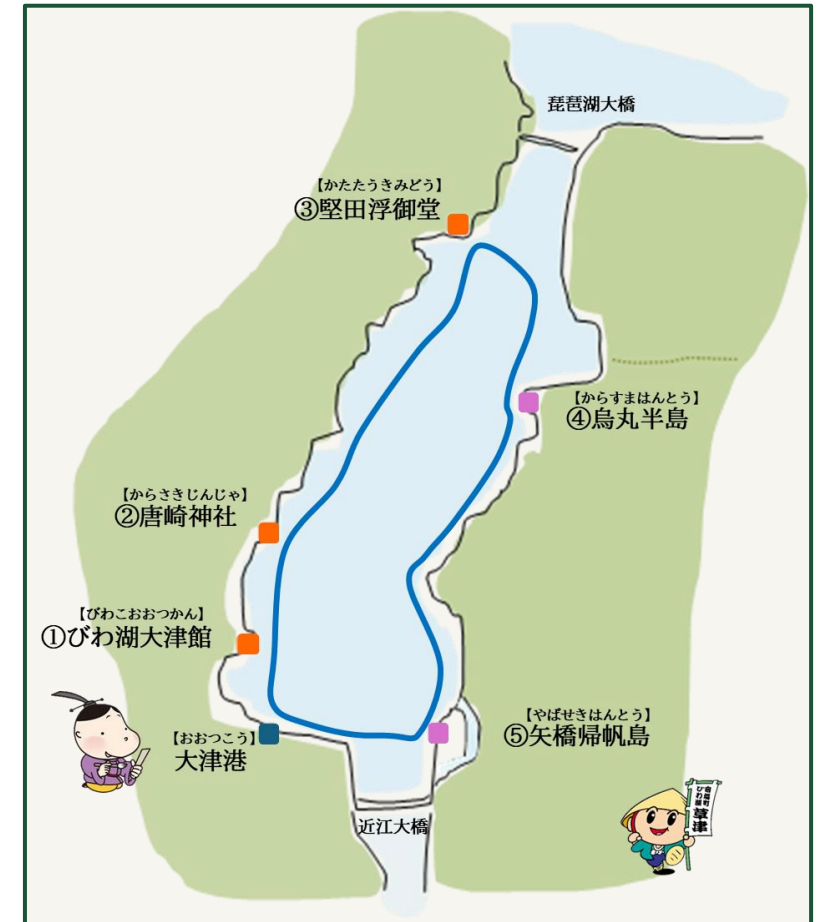 琵琶湖大橋
【かたたうきみどう】
③堅田浮御堂
【からすまはんとう】
④烏丸半島
【からさきじんじゃ】
②唐崎神社
【びわこおおつかん】
①びわ湖大津館
【おおつこう】
大津港
【やばせきはんとう】
⑤矢橋帰帆島
近江大橋
草津